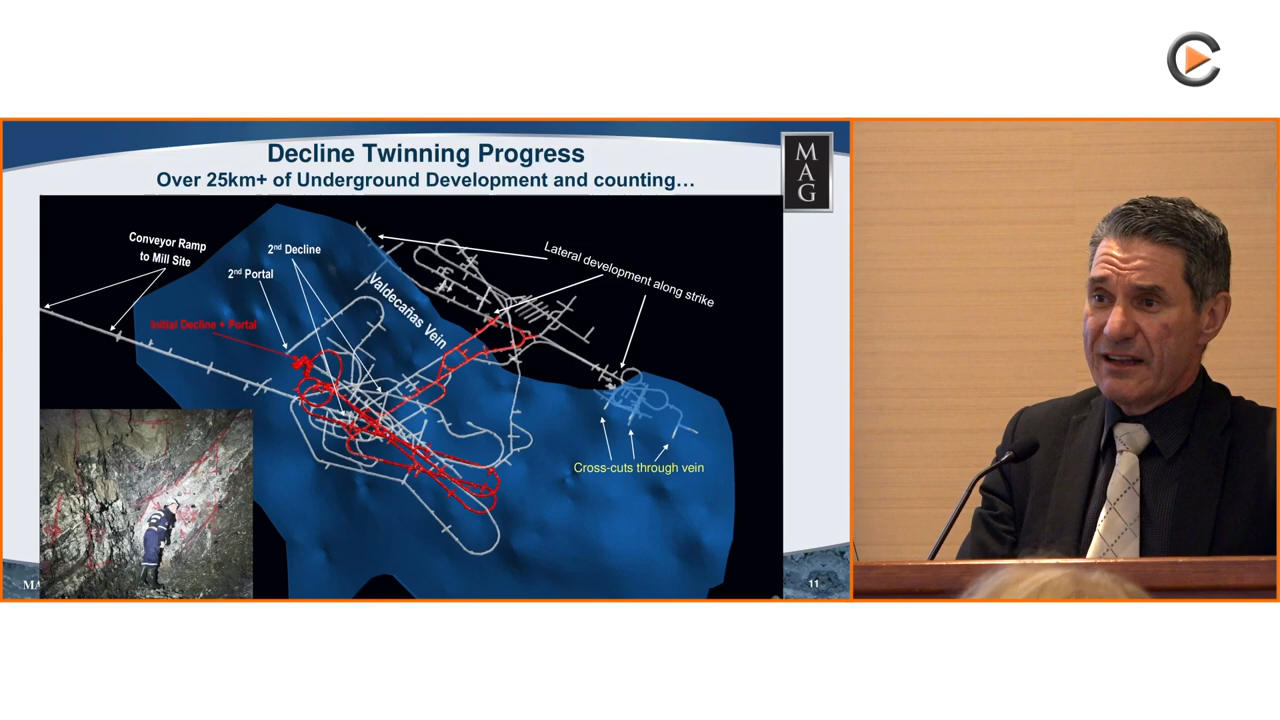 Decline Twinning Progress
Over 25km+ of Underground Development and counting…
M
A
G
Conveyor Ramp
to Mill Site
2nd Decline
2nd Portal
Initial Decline + Portal
Valdecañas Vein
Lateral development along strike
Cross-cuts through vein
MA
11